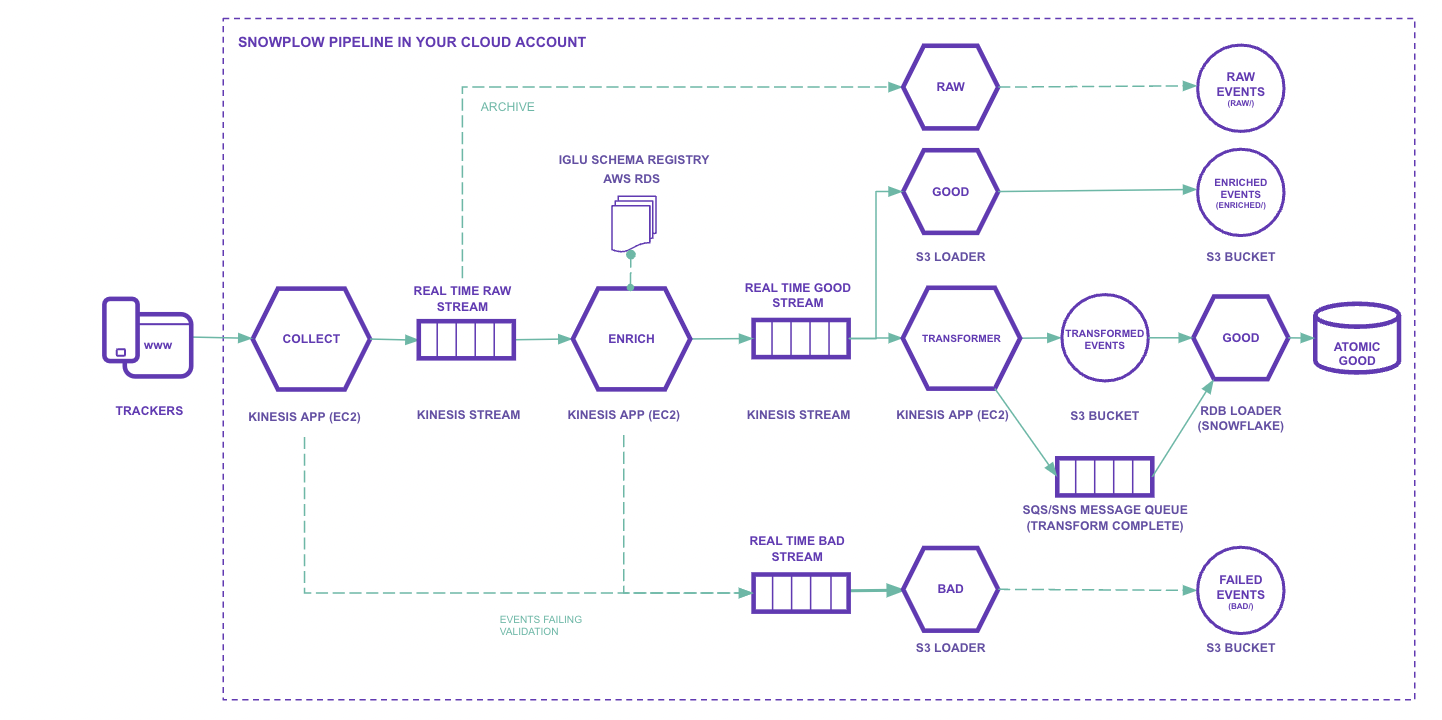 SNOWPLOW PIPELINE IN YOUR CLOUD ACCOUNT
RAW
RAW
EVENTS
(RAW/)
ARCHIVE
IGLU SCHEMA REGISTRY
AWS RDS
GOOD
ENRICHED
EVENTS
(ENRICHED/)
S3 LOADER
S3 BUCKET
www
TRACKERS
COLLECT
KINESIS APP (EC2)
REAL TIME RAW
STREAM
KINESIS STREAM
ENRICH
KINESIS APP (EC2)
REAL TIME GOOD
STREAM
KINESIS STREAM
TRANSFORMER
KINESIS APP (EC2)
TRANSFORMED
EVENTS
S3 BUCKET
GOOD
RDB LOADER
(SNOWFLAKE)
ATOMIC
GOOD
SQS/SNS MESSAGE QUEUE
(TRANSFORM COMPLETE)
REAL TIME BAD
STREAM
BAD
S3 LOADER
FAILED
EVENTS
(BAD/)
S3 BUCKET
EVENTS FAILING
VALIDATION